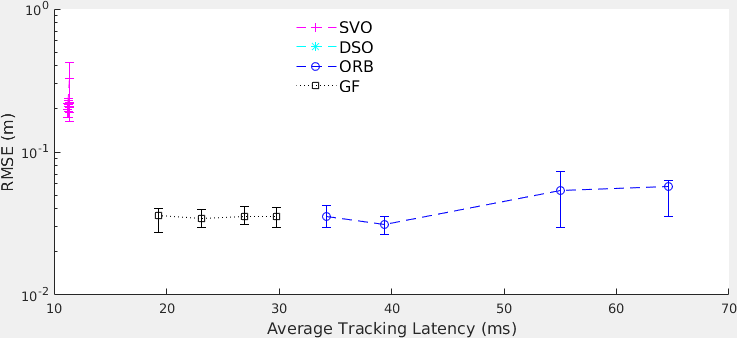 10^0
SVO
DSO
ORB
GF
RMSE (m)
10^-1
10^-2
10 20 30 40 50 60 70
Average Tracking Latency (ms)